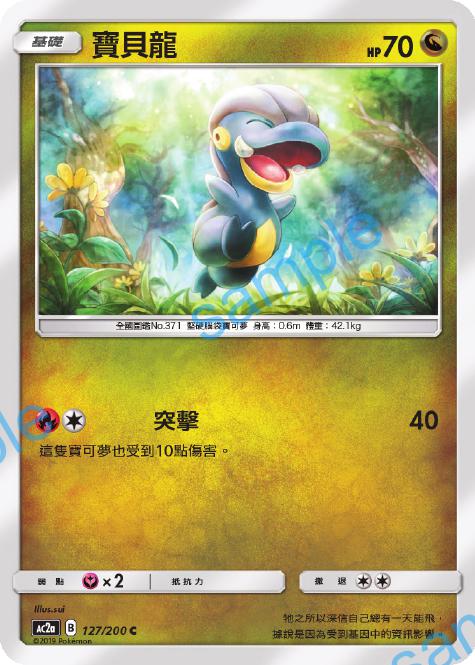 基礎 寶貝龍 HP 70
sample
全國圖鑑No.371 堅硬腦袋寶可夢 身高：0.6m 體重：42.1kg
突擊 40
這隻寶可夢也受到10點傷害。
弱點 ×2 抵抗力 撤退
Illus.sui
AC2a B 127/200 C
©2019 Pokémon
牠之所以深信自己總有一天能飛，
據說是因為受到基因中的資訊影響。